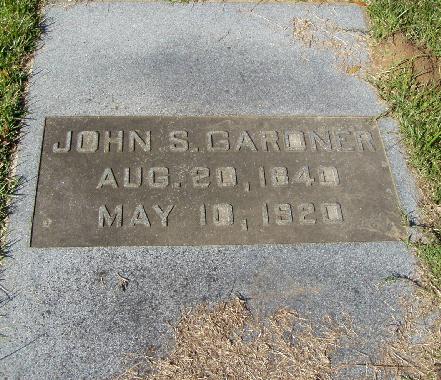 JOHN S. GARDNER
AUG. 20, 1840
MAY 10, 1920